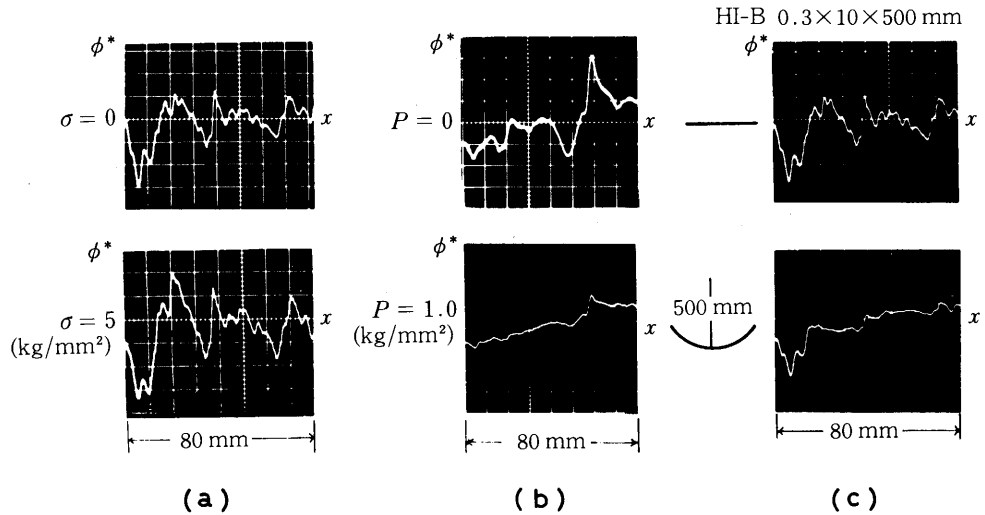 HI-B 0.3×10×500 mm
ϕ*
ϕ*
ϕ*
σ = 0
x
P = 0
x
x
ϕ*
ϕ*
σ = 5
(kg/mm²)
x
P = 1.0
(kg/mm²)
x
500 mm
x
80 mm
80 mm
80 mm
(a)
(b)
(c)